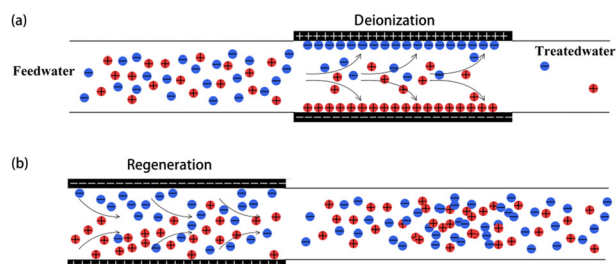 (a)
Deionization
Feedwater
Treatedwater
(b)
Regeneration